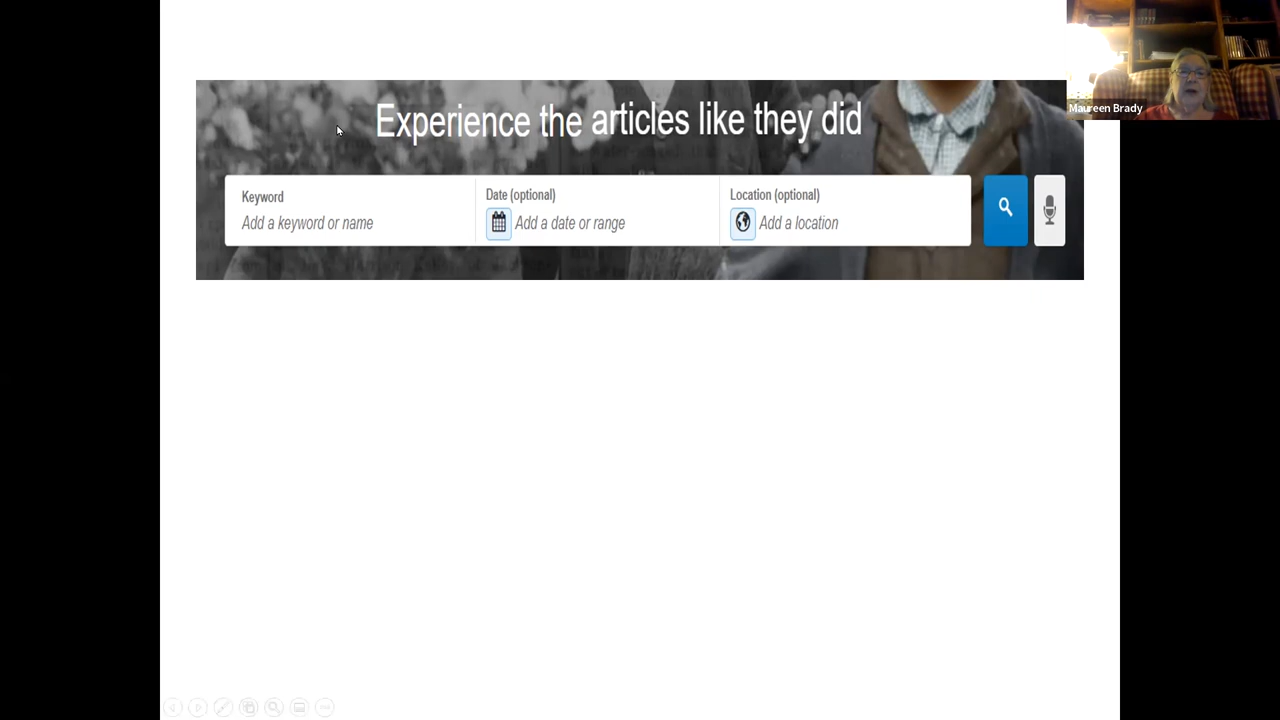 Experience the articles like they did
Maureen Brady
Keyword
Add a keyword or name
Date (optional)
Add a date or range
Location (optional)
Add a location